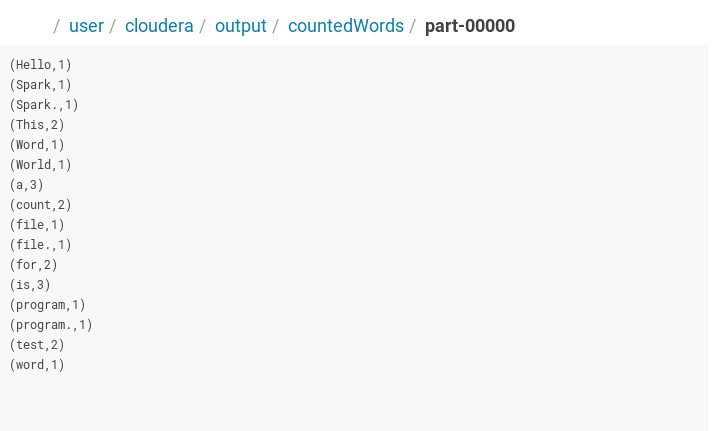 / user / cloudera / output / countedWords / part-00000
(Hello,1)
(Spark,1)
(Spark.,1)
(This,2)
(Word,1)
(World,1)
(a,3)
(count,2)
(file,1)
(file.,1)
(for,2)
(is,3)
(program,1)
(program.,1)
(test,2)
(word,1)